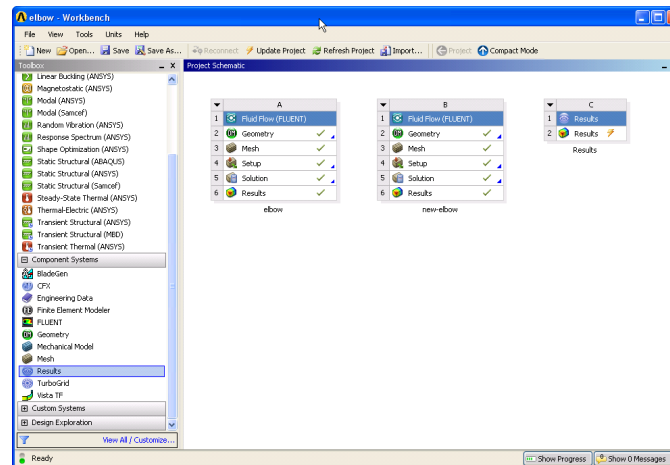 elbow - Workbench
File View Tools Units Help
New Open... Save Save As... Reconnect Update Project Refresh Project Import... Project Compact Mode
Toolbox
Project Schematic
Linear Buckling (ANSYS)
Magnetostatic (ANSYS)
Modal (ANSYS)
Modal (Samcef)
Random Vibration (ANSYS)
Response Spectrum (ANSYS)
Shape Optimization (ANSYS)
Static Structural (ABAQUS)
Static Structural (ANSYS)
Static Structural (Samcef)
Steady-State Thermal (ANSYS)
Thermal-Electric (ANSYS)
Transient Structural (ANSYS)
Transient Structural (MBD)
Transient Thermal (ANSYS)
Component Systems
BladeGen
CFX
Engineering Data
Finite Element Modeler
FLUENT
Geometry
Mechanical Model
Mesh
Results
TurboGrid
Vista TF
Custom Systems
Design Exploration
View All / Customize...
A
1 Fluid Flow (FLUENT)
2 Geometry
3 Mesh
4 Setup
5 Solution
6 Results
elbow
B
1 Fluid Flow (FLUENT)
2 Geometry
3 Mesh
4 Setup
5 Solution
6 Results
new-elbow
C
1 Results
2 Results
Results
Ready
Show Progress Show 0 Messages